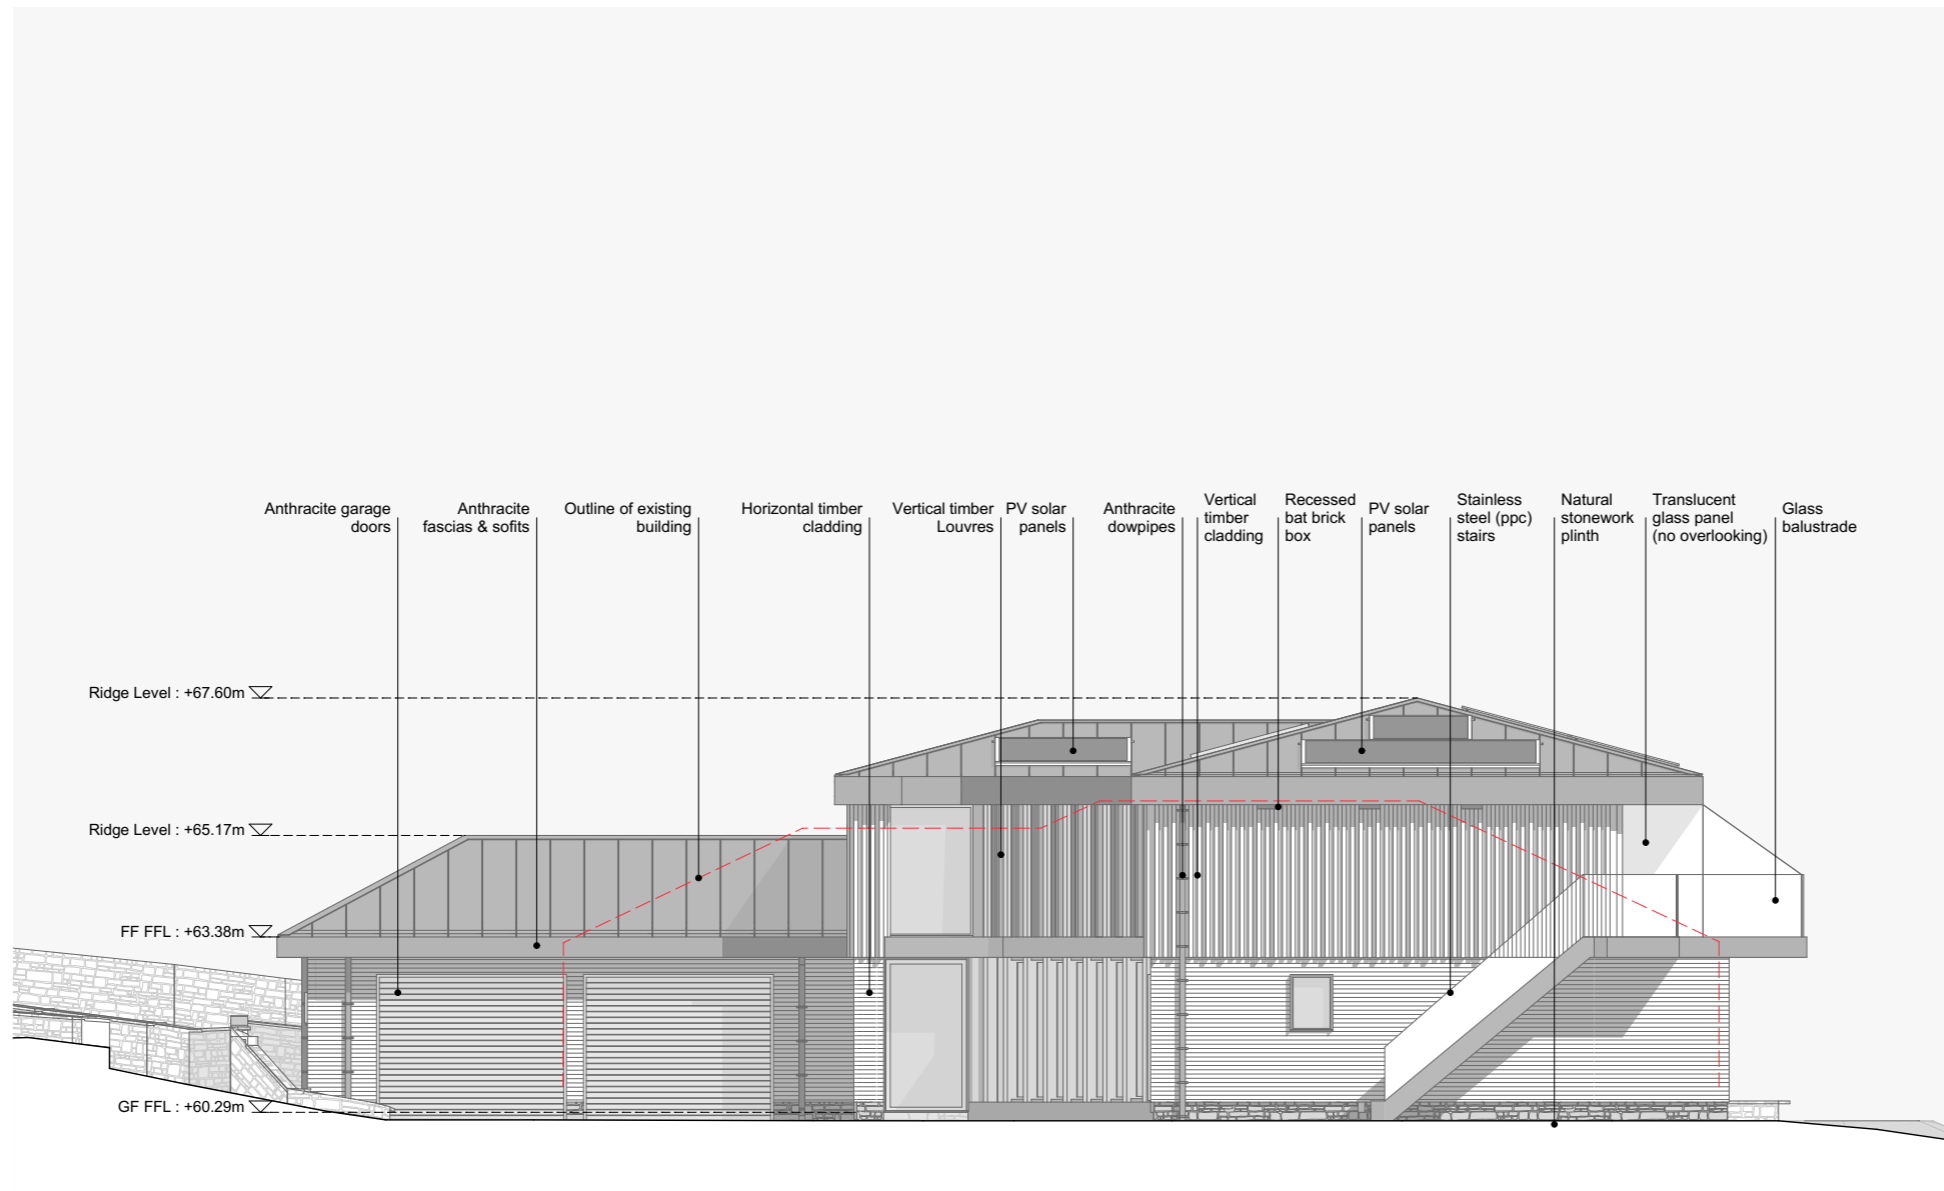 Anthracite garage
doors
Anthracite
fascias & sofits
Outline of existing
building
Horizontal timber
cladding
Vertical timber
Louvres
PV solar
panels
Anthracite
dowpipes
Vertical
timber
cladding
Recessed
bat brick
box
PV solar
panels
Stainless
steel (ppc)
stairs
Natural
stonework
plinth
Translucent
glass panel
(no overlooking)
Glass
balustrade
Ridge Level : +67.60m
Ridge Level : +65.17m
FF FFL : +63.38m
GF FFL : +60.29m